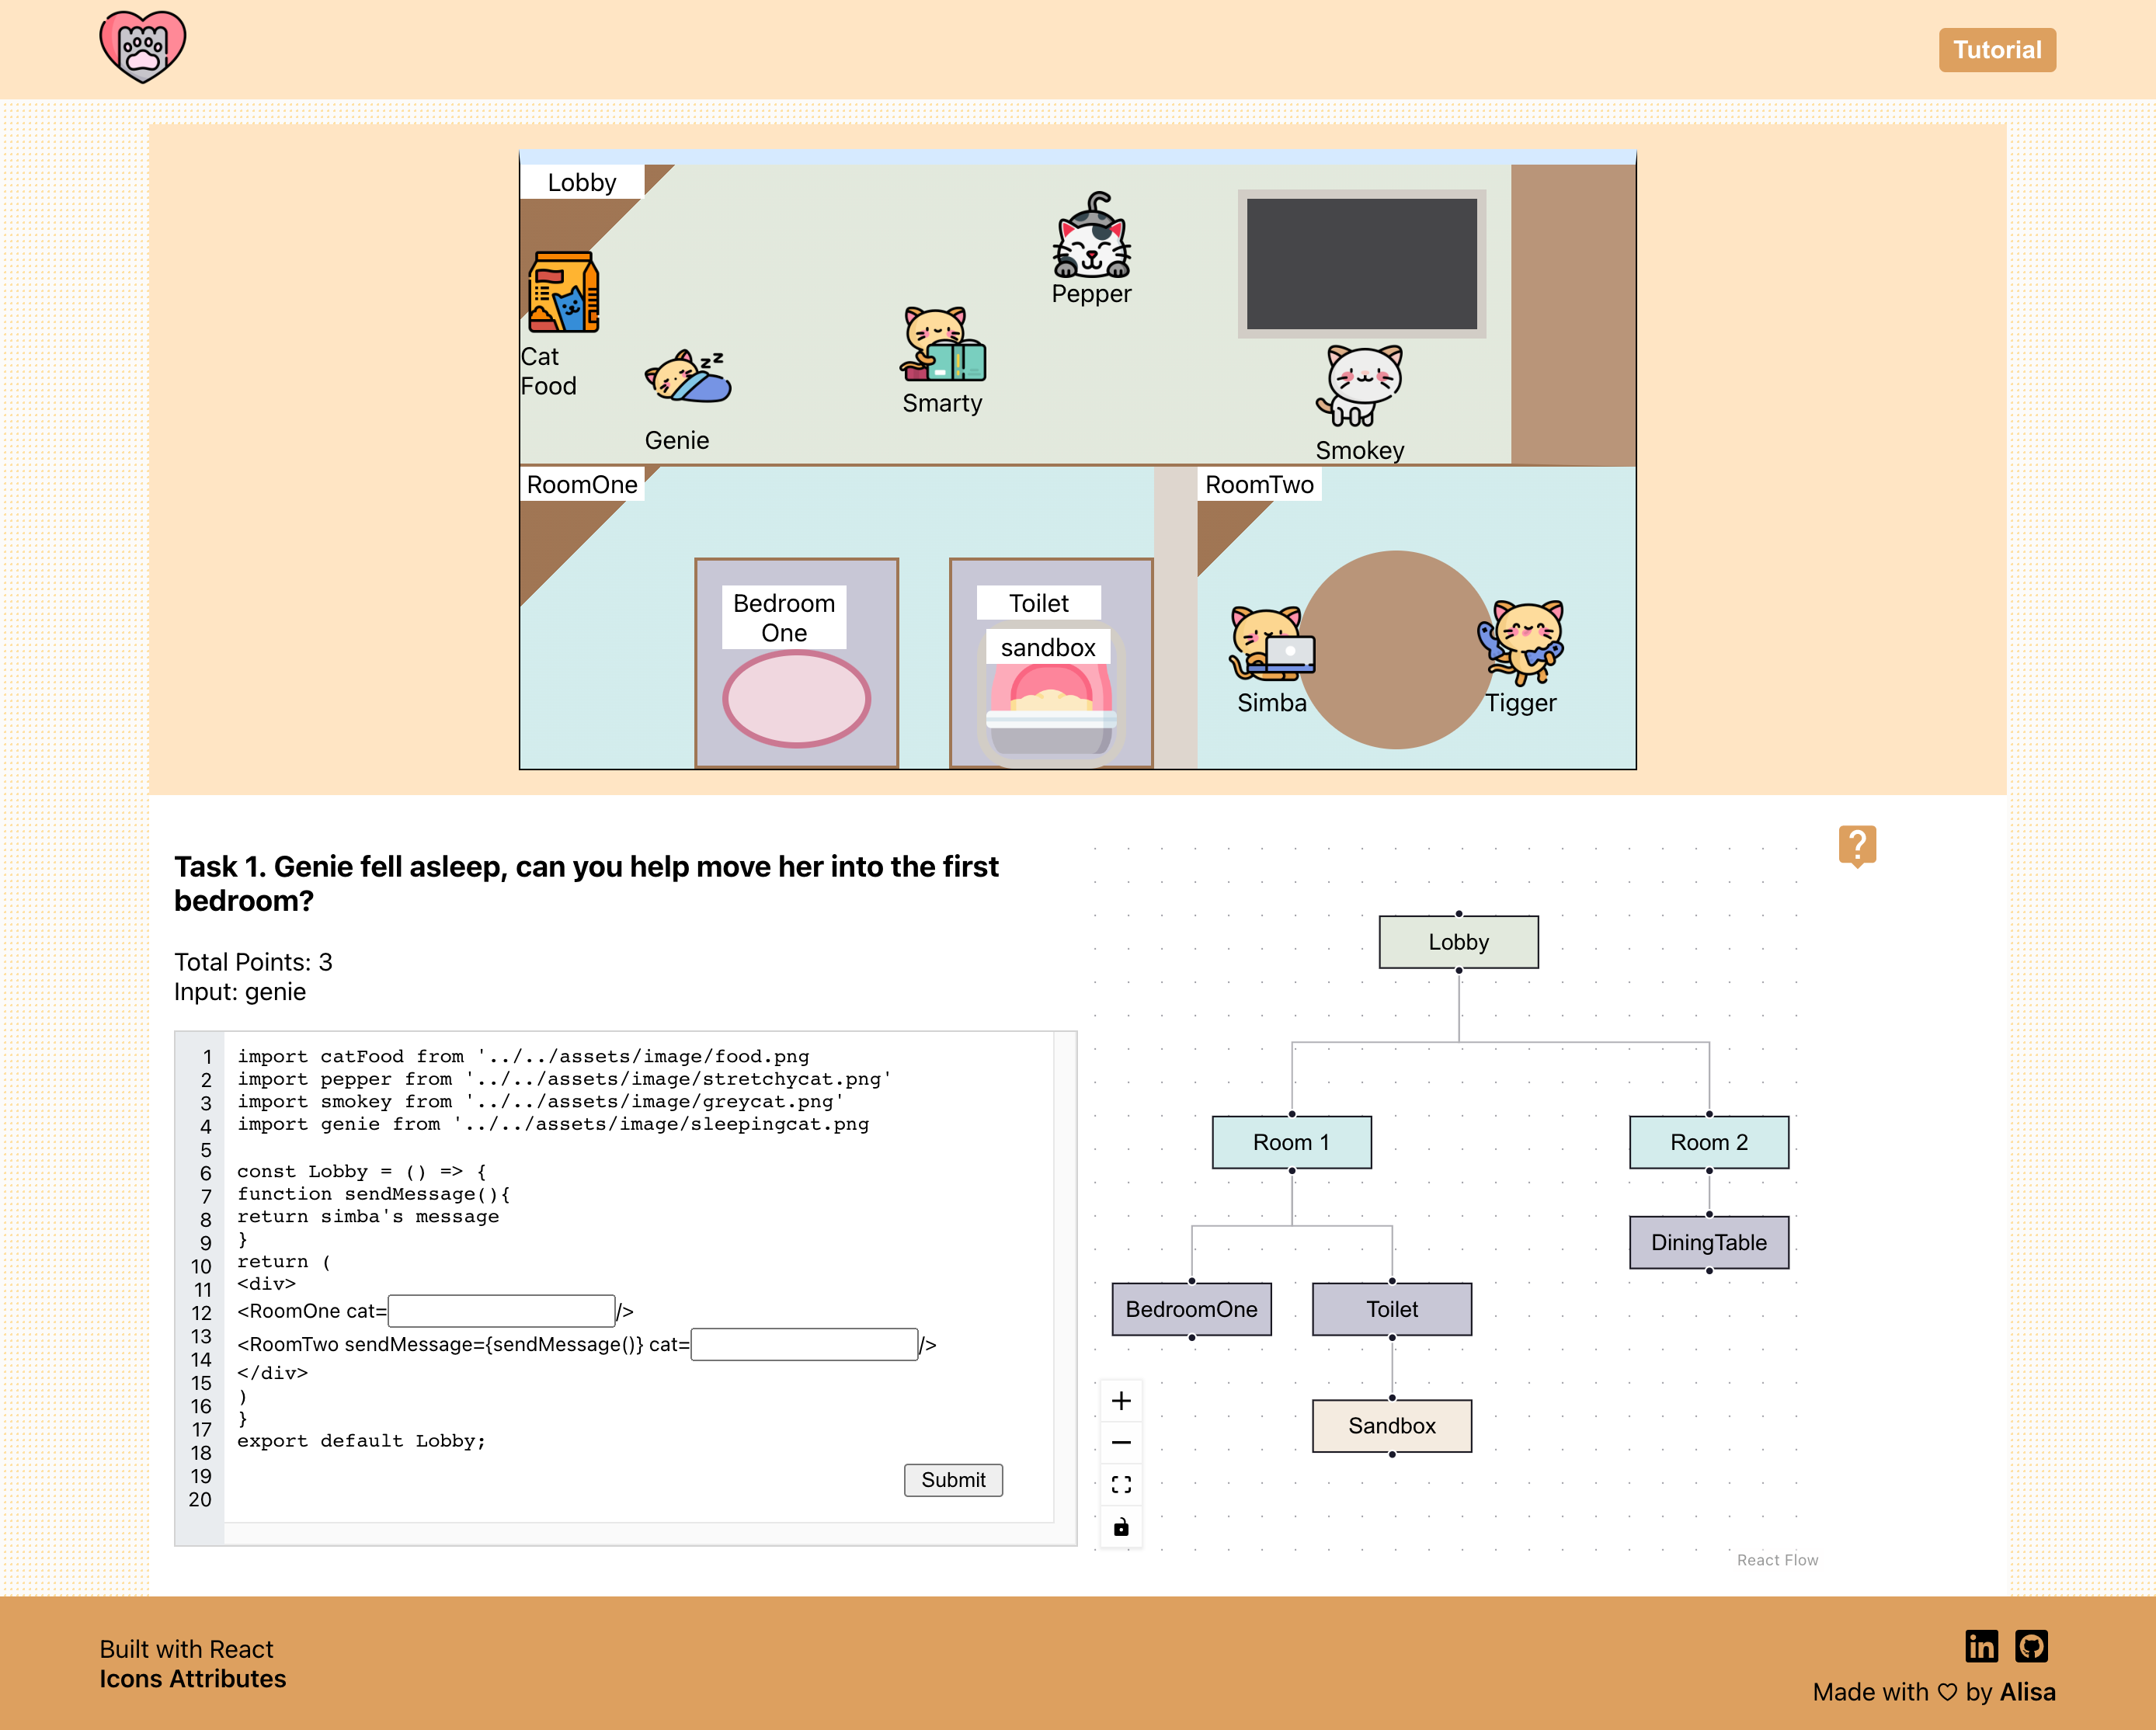 Tutorial
Lobby
Pepper
Cat
Food
Smarty
Genie
Smokey
RoomOne
RoomTwo
Bedroom
One
Toilet
sandbox
Simba
Tigger
Task 1. Genie fell asleep, can you help move her into the first
bedroom?
Total Points: 3
Input: genie
1 import catFood from '../../assets/image/food.png
2 import pepper from '../../assets/image/stretchycat.png'
3 import smokey from '../../assets/image/greycat.png'
4 import genie from '../../assets/image/sleepingcat.png
5
6 const Lobby = () => {
7 function sendMessage(){
8 return simba's message
9 }
10 return (
11 <div>
12 <RoomOne cat= />
13 <RoomTwo sendMessage={sendMessage()} cat= />
14 </div>
15 )
16 }
17 export default Lobby;
18
19 Submit
20
?
Lobby
Room 1
Room 2
DiningTable
BedroomOne
Toilet
Sandbox
React Flow
Built with React
Icons Attributes
in
Made with ♡ by Alisa